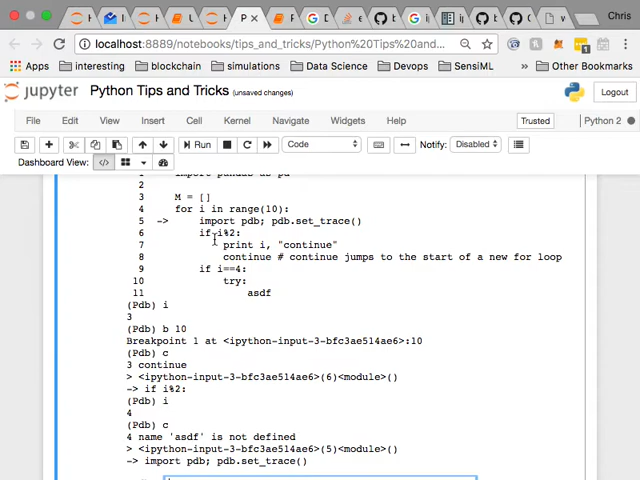 Chris
localhost:8889/notebooks/tips_and_tricks/Python%20Tips%20and...
Apps interesting blockchain simulations Data Science Devops SensiML Other Bookmarks
jupyter Python Tips and Tricks (unsaved changes) Logout
File Edit View Insert Cell Kernel Navigate Widgets Help Trusted Python 2
Run Code Notify: Disabled
Dashboard View:
1 import pandas as pd
2
3 M = []
4 for i in range(10):
5 -> import pdb; pdb.set_trace()
6 if i%2:
7 print i, "continue"
8 continue # continue jumps to the start of a new for loop
9 if i==4:
10 try:
11 asdf
(Pdb) i
3
(Pdb) b 10
Breakpoint 1 at <ipython-input-3-bfc3ae514ae6>:10
(Pdb) c
3 continue
> <ipython-input-3-bfc3ae514ae6>(6)<module>()
-> if i%2:
(Pdb) i
4
(Pdb) c
4 name 'asdf' is not defined
> <ipython-input-3-bfc3ae514ae6>(5)<module>()
-> import pdb; pdb.set_trace()